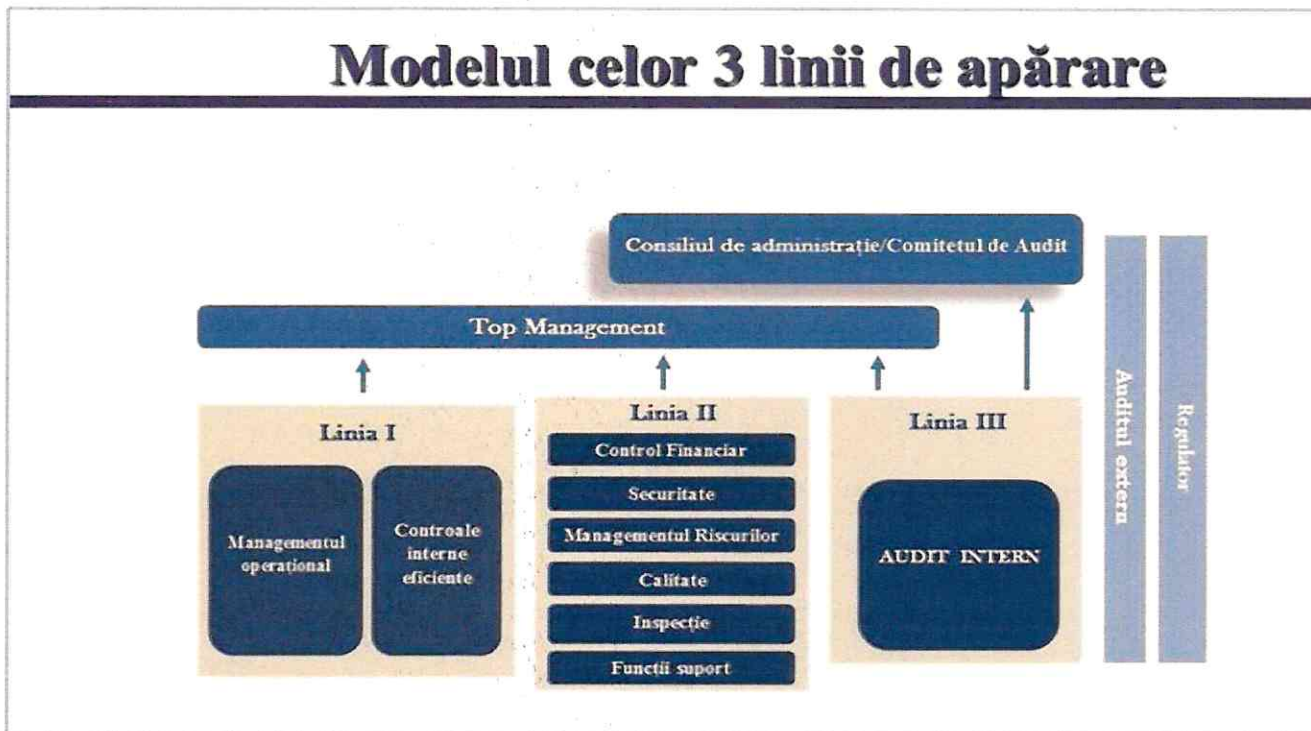 Modelul celor 3 linii de apărare
Consiliul de administrație/Comitetul de Audit
Top Management
Linia I
Managementul
operațional
Controale
interne
eficiente
Linia II
Control Financiar
Securitate
Managementul Riscurilor
Calitate
Inspecție
Funcții suport
Linia III
AUDIT INTERN
Auditul extern
Regulator